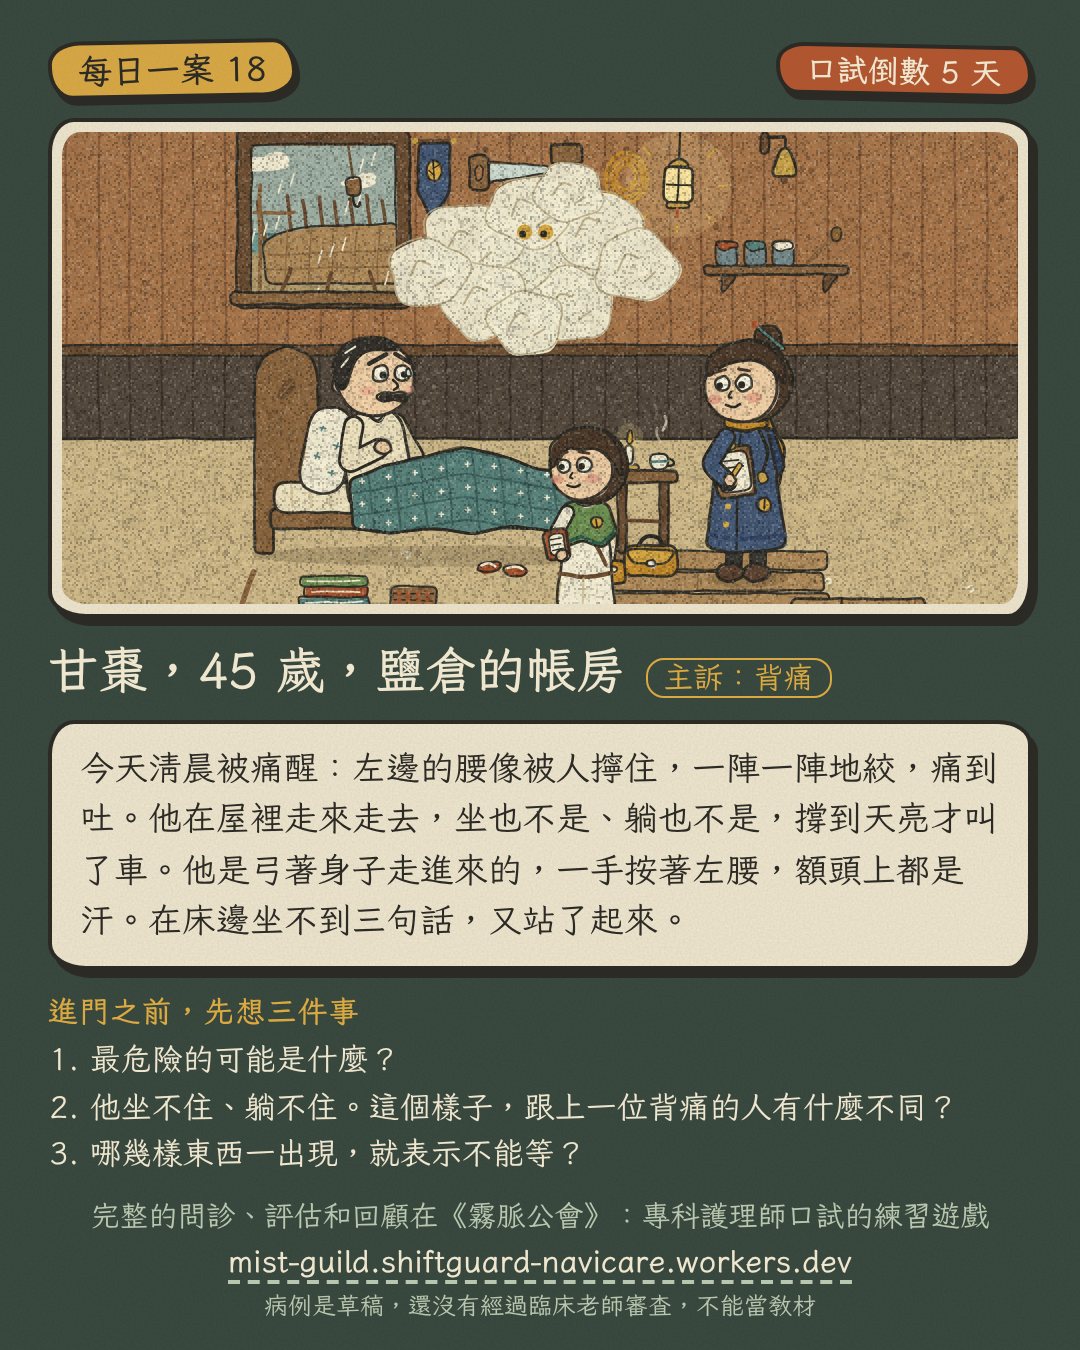 每日一案 18
口試倒數 5 天
甘棗，45 歲，鹽倉的帳房
主訴：背痛
今天清晨被痛醒：左邊的腰像被人擰住，一陣一陣地絞，痛到
吐。他在屋裡走來走去，坐也不是、躺也不是，撐到天亮才叫
了車。他是弓著身子走進來的，一手按著左腰，額頭上都是
汗。在床邊坐不到三句話，又站了起來。
進門之前，先想三件事
1. 最危險的可能是什麼？
2. 他坐不住、躺不住。這個樣子，跟上一位背痛的人有什麼不同？
3. 哪幾樣東西一出現，就表示不能等？
完整的問診、評估和回顧在《霧脈公會》：專科護理師口試的練習遊戲
mist-guild.shiftguard-navicare.workers.dev
病例是草稿，還沒有經過臨床老師審查，不能當教材